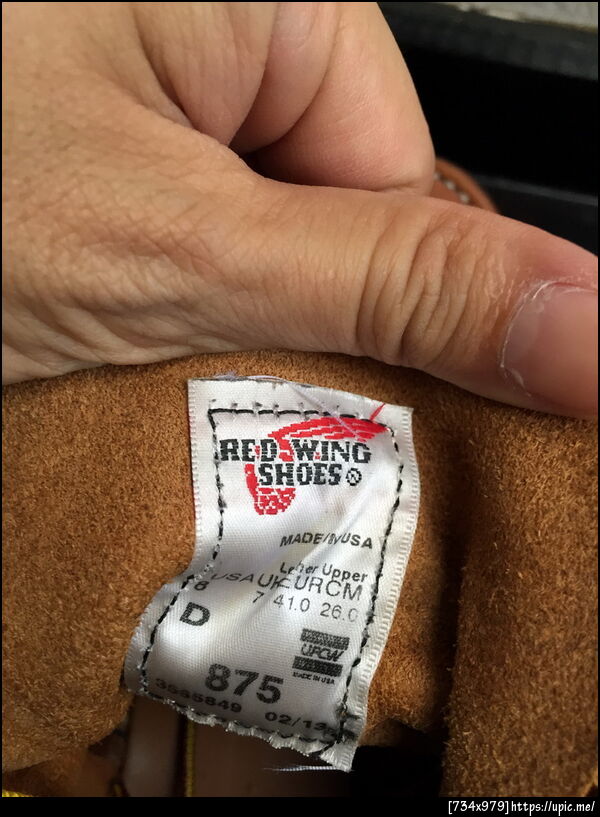 RED WING
SHOES
MADE IN USA
Upper
USA UK EUR CM
8 7 41.0 26.0
D
UFCW
MADE IN USA
875
02/13
[734x979]https://upic.me/